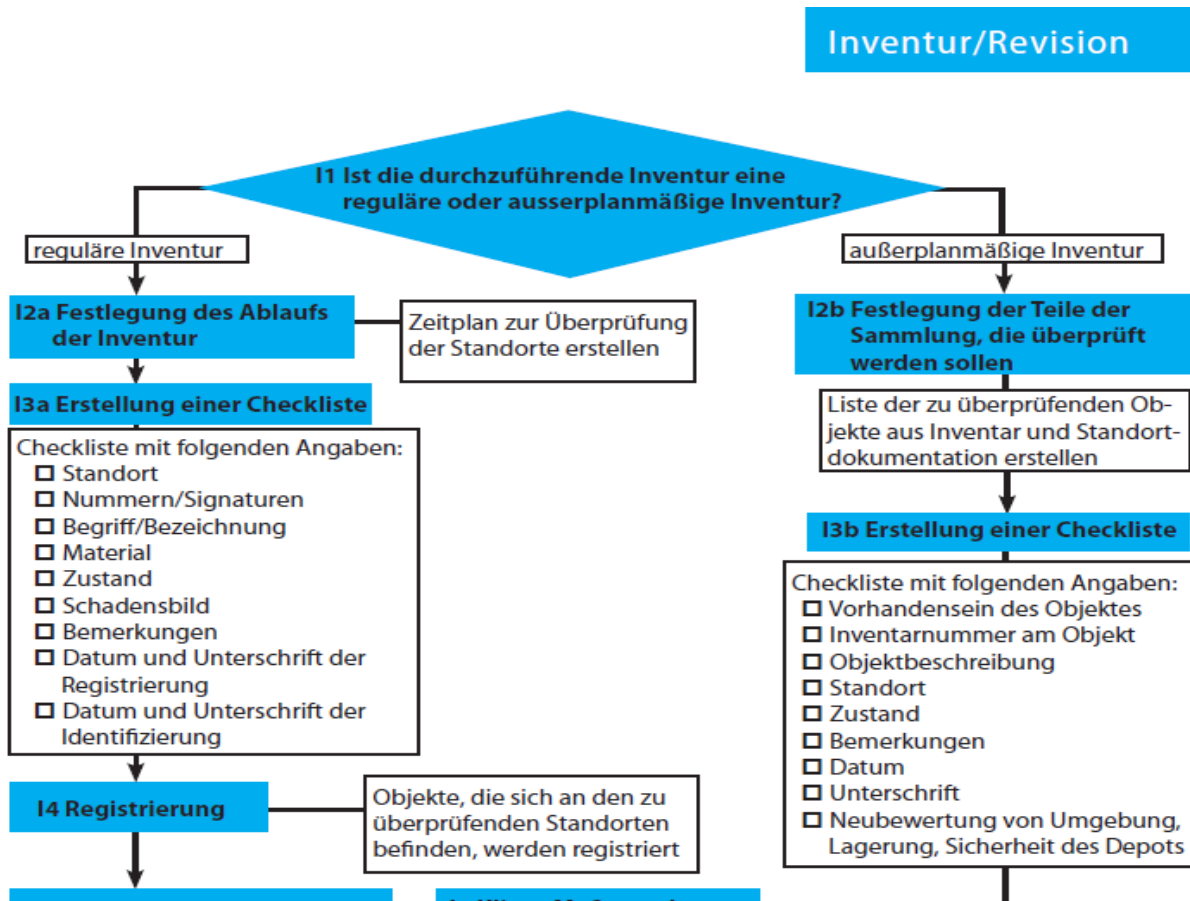 Inventur/Revision
I1 Ist die durchzuführende Inventur eine
reguläre oder ausserplanmäßige Inventur?
reguläre Inventur
außerplanmäßige Inventur
I2a Festlegung des Ablaufs
der Inventur
Zeitplan zur Überprüfung
der Standorte erstellen
I2b Festlegung der Teile der
Sammlung, die überprüft
werden sollen
I3a Erstellung einer Checkliste
Checkliste mit folgenden Angaben:
Standort
Nummern/Signaturen
Begriff/Bezeichnung
Material
Zustand
Schadensbild
Bemerkungen
Datum und Unterschrift der
Registrierung
Datum und Unterschrift der
Identifizierung
Liste der zu überprüfenden Ob-
jekte aus Inventar und Standort-
dokumentation erstellen
I3b Erstellung einer Checkliste
Checkliste mit folgenden Angaben:
Vorhandensein des Objektes
Inventarnummer am Objekt
Objektbeschreibung
Standort
Zustand
Bemerkungen
Datum
Unterschrift
Neubewertung von Umgebung,
Lagerung, Sicherheit des Depots
I4 Registrierung
Objekte, die sich an den zu
überprüfenden Standorten
befinden, werden registriert